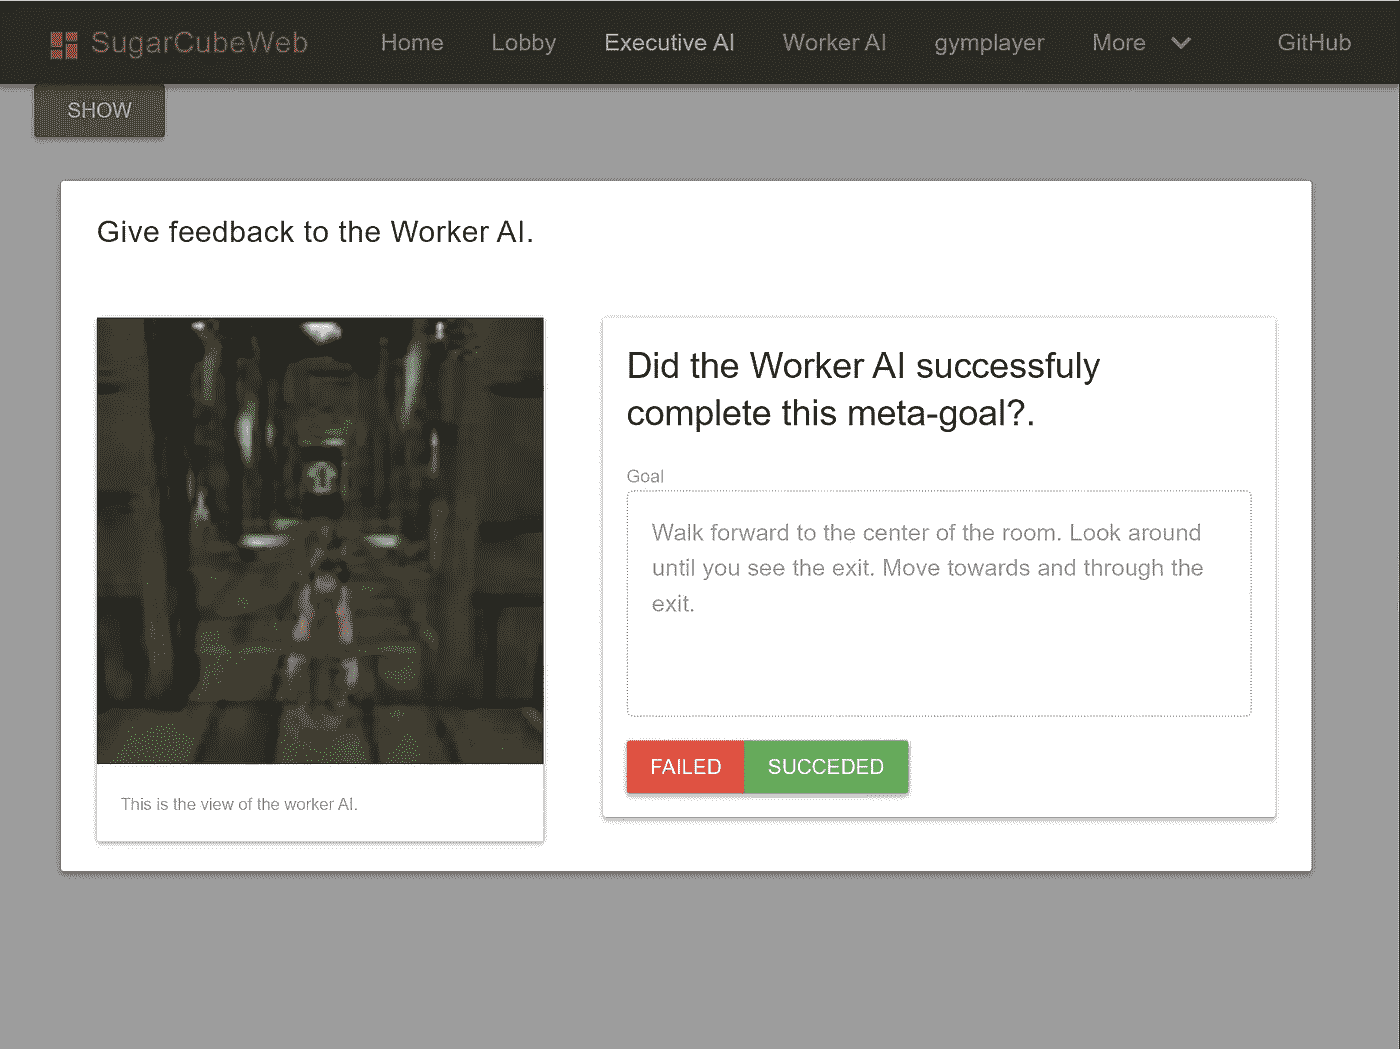 SugarCubeWeb Home Lobby Executive AI Worker AI gymplayer More GitHub
SHOW
Give feedback to the Worker AI.
Did the Worker AI successfuly
complete this meta-goal?.
Goal
Walk forward to the center of the room. Look around
until you see the exit. Move towards and through the
exit.
FAILED SUCCEDED
This is the view of the worker AI.